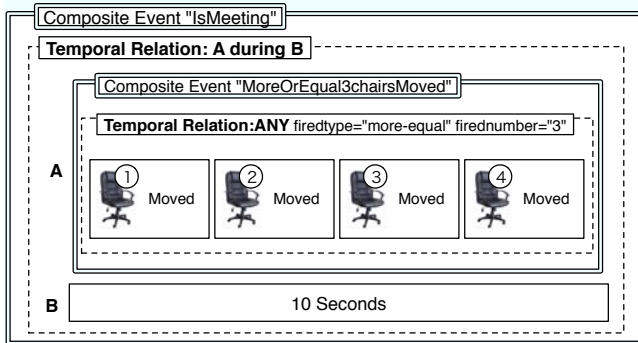 Composite Event "IsMeeting"
Temporal Relation: A during B
Composite Event "MoreOrEqual3chairsMoved"
Temporal Relation:ANY firedtype="more-equal" firednumber="3"
A
1 Moved
2 Moved
3 Moved
4 Moved
B
10 Seconds